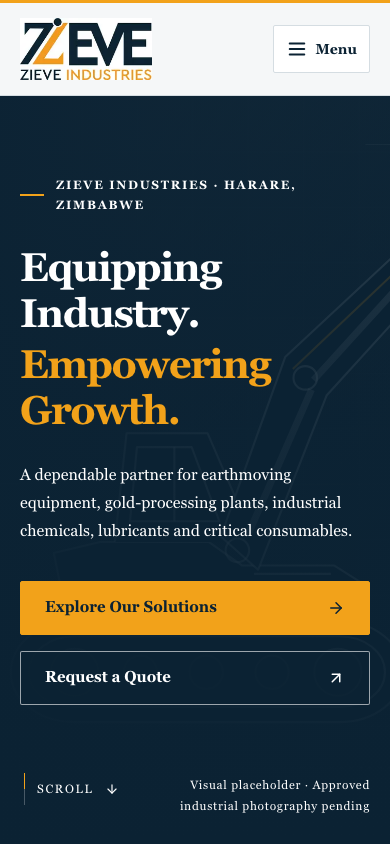 ZIEVE
ZIEVE INDUSTRIES
Menu
ZIEVE INDUSTRIES · HARARE,
ZIMBABWE
Equipping
Industry.
Empowering
Growth.
A dependable partner for earthmoving
equipment, gold-processing plants, industrial
chemicals, lubricants and critical consumables.
Explore Our Solutions
Request a Quote
SCROLL
Visual placeholder · Approved
industrial photography pending